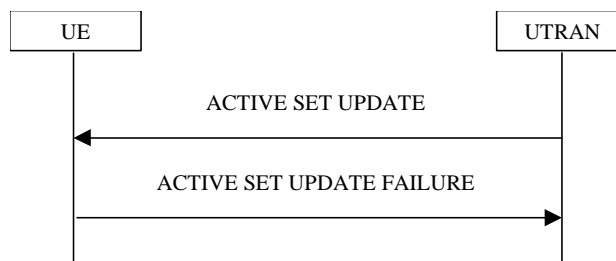 UE
UTRAN
ACTIVE SET UPDATE
ACTIVE SET UPDATE FAILURE